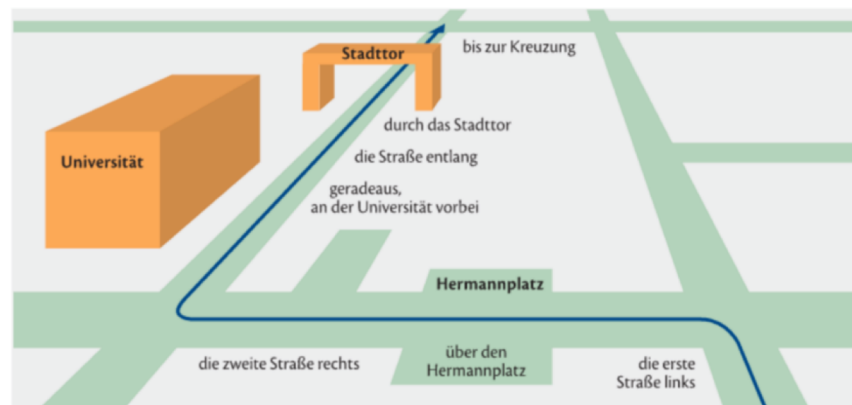 Stadttor
bis zur Kreuzung
durch das Stadttor
Universität
die Straße entlang
geradeaus,
an der Universität vorbei
Hermannplatz
die zweite Straße rechts
über den
Hermannplatz
die erste
Straße links